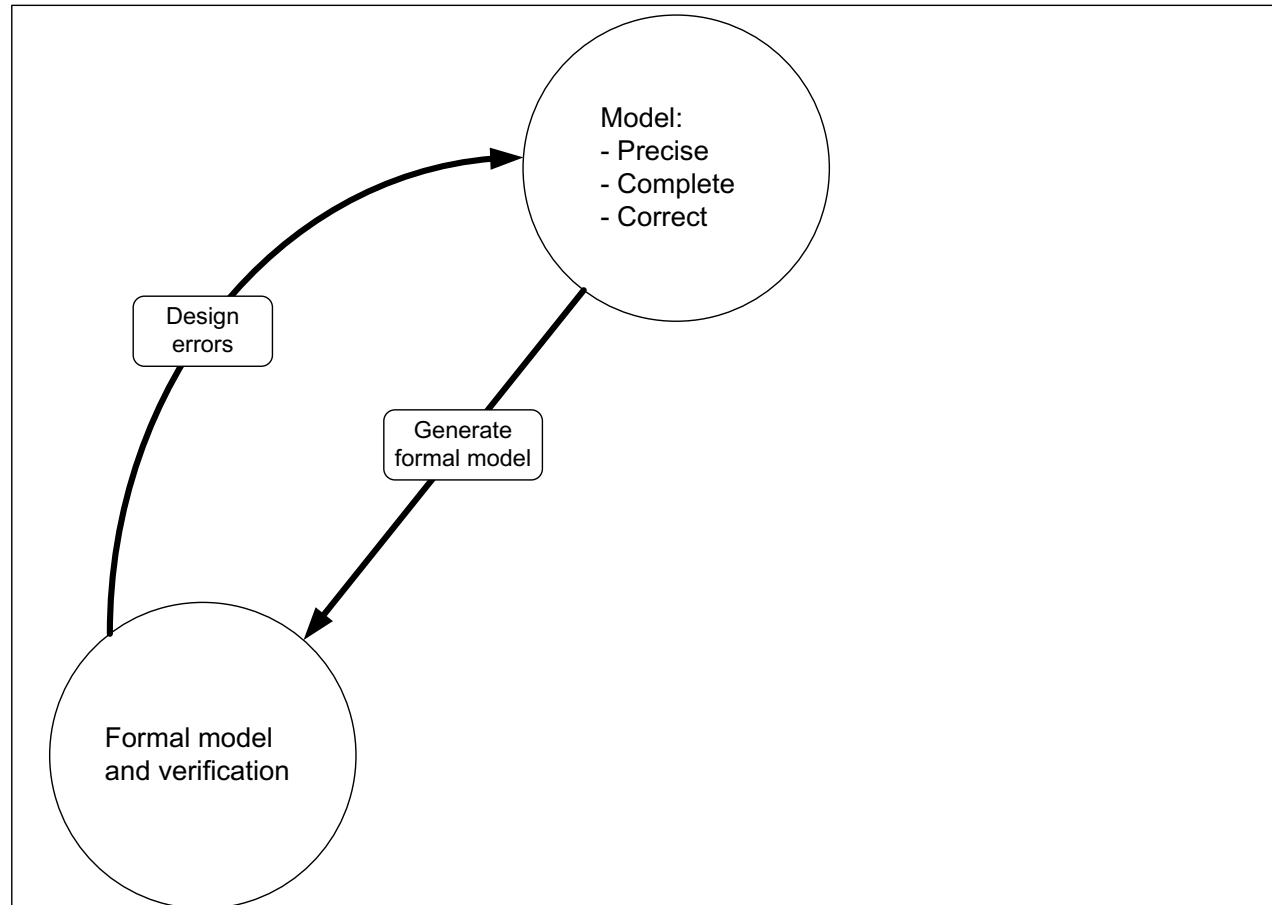 Model:
- Precise
- Complete
- Correct
Design
errors
Generate
formal model
Formal model
and verification